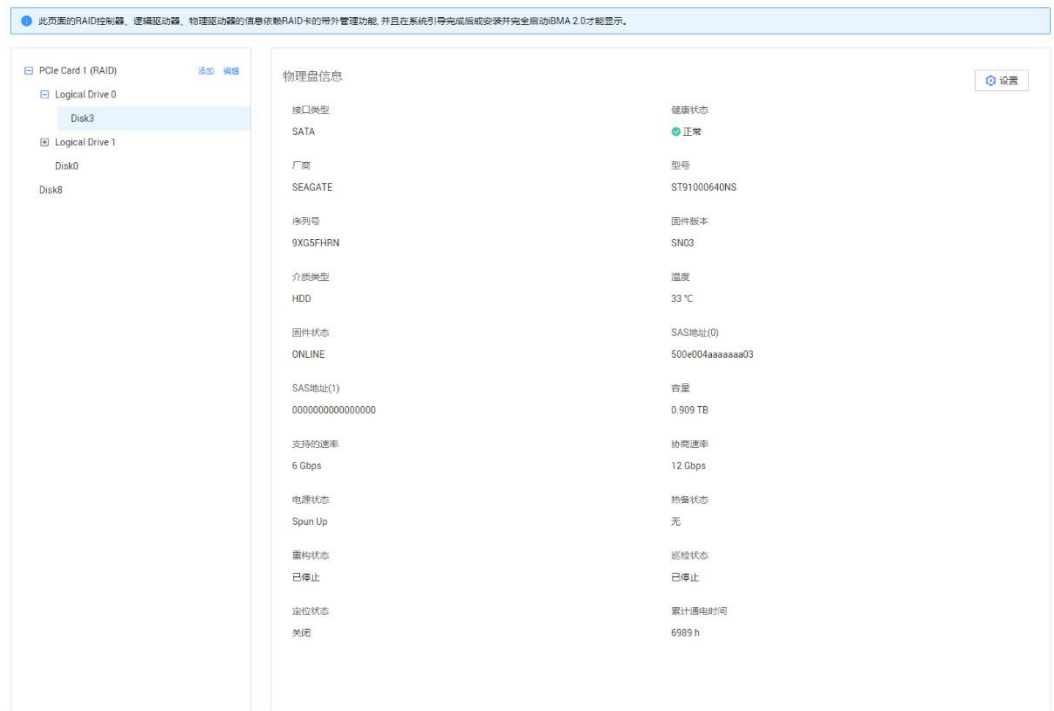 此页面的RAID控制器、逻辑驱动器、物理驱动器的信息依赖RAID卡的带外管理功能, 并且在系统引导完成后或安装并完全启动iBMA 2.0才能显示。
PCIe Card 1 (RAID) 添加 编辑
Logical Drive 0
Disk3
Logical Drive 1
Disk0
Disk8
物理盘信息
设置
接口类型 健康状态
SATA 正常
厂商 型号
SEAGATE ST91000640NS
序列号 固件版本
9XG5FHRN SN03
介质类型 温度
HDD 33 ℃
固件状态 SAS地址(0)
ONLINE 500e004aaaaaaa03
SAS地址(1) 容量
0000000000000000 0.909 TB
支持的速率 协商速率
6 Gbps 12 Gbps
电源状态 热备状态
Spun Up 无
重构状态 巡检状态
已停止 已停止
定位状态 累计通电时间
关闭 6989 h